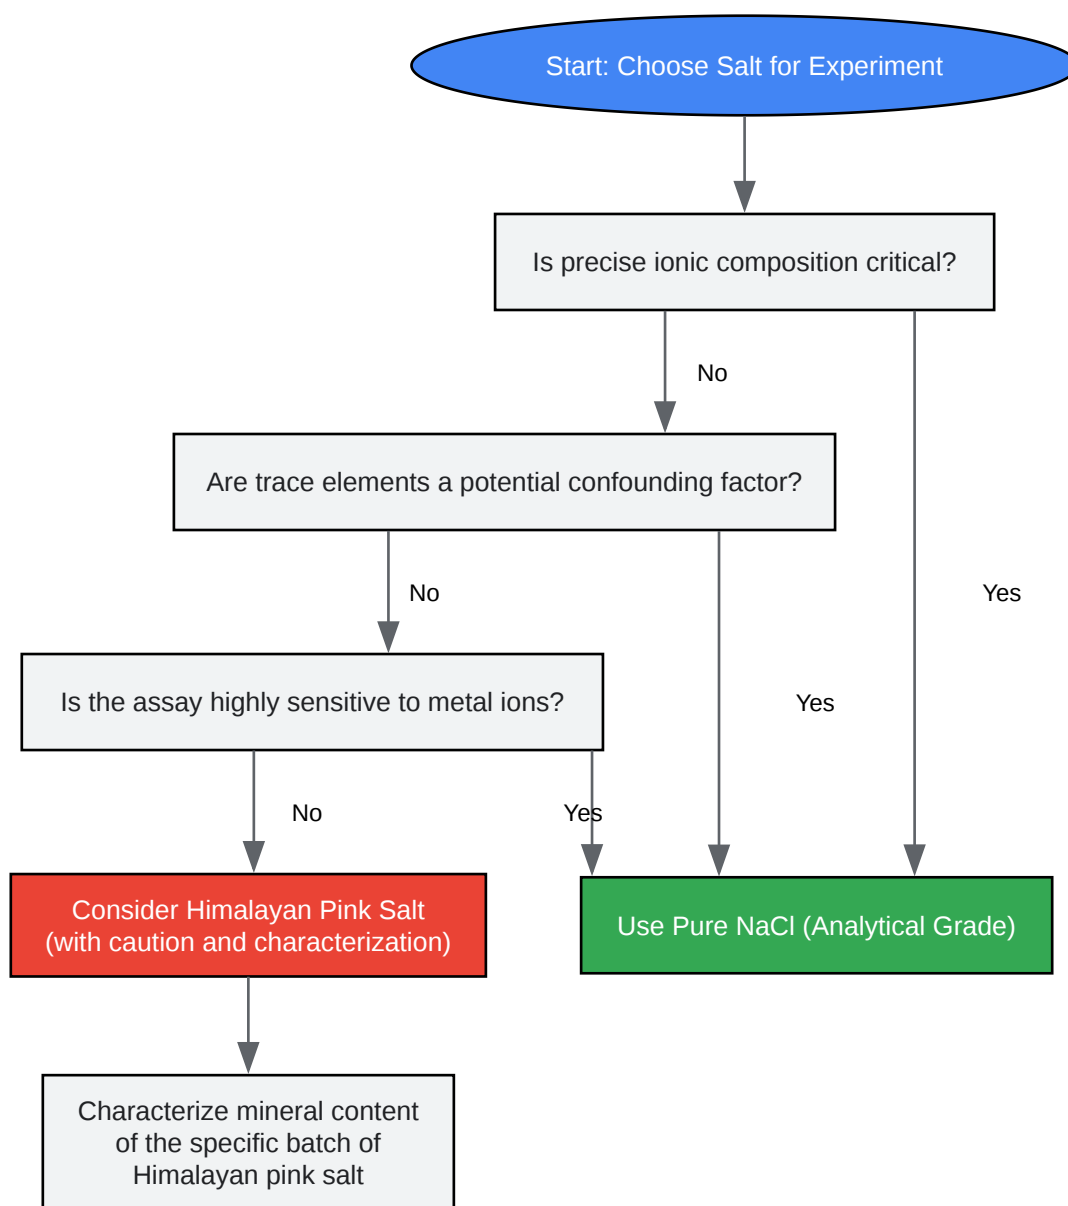 Start: Choose Salt for Experiment
Is precise ionic composition critical?
No
Are trace elements a potential confounding factor?
No
Yes
Is the assay highly sensitive to metal ions?
Yes
No
Yes
Consider Himalayan Pink Salt
(with caution and characterization)
Use Pure NaCl (Analytical Grade)
Characterize mineral content
of the specific batch of
Himalayan pink salt